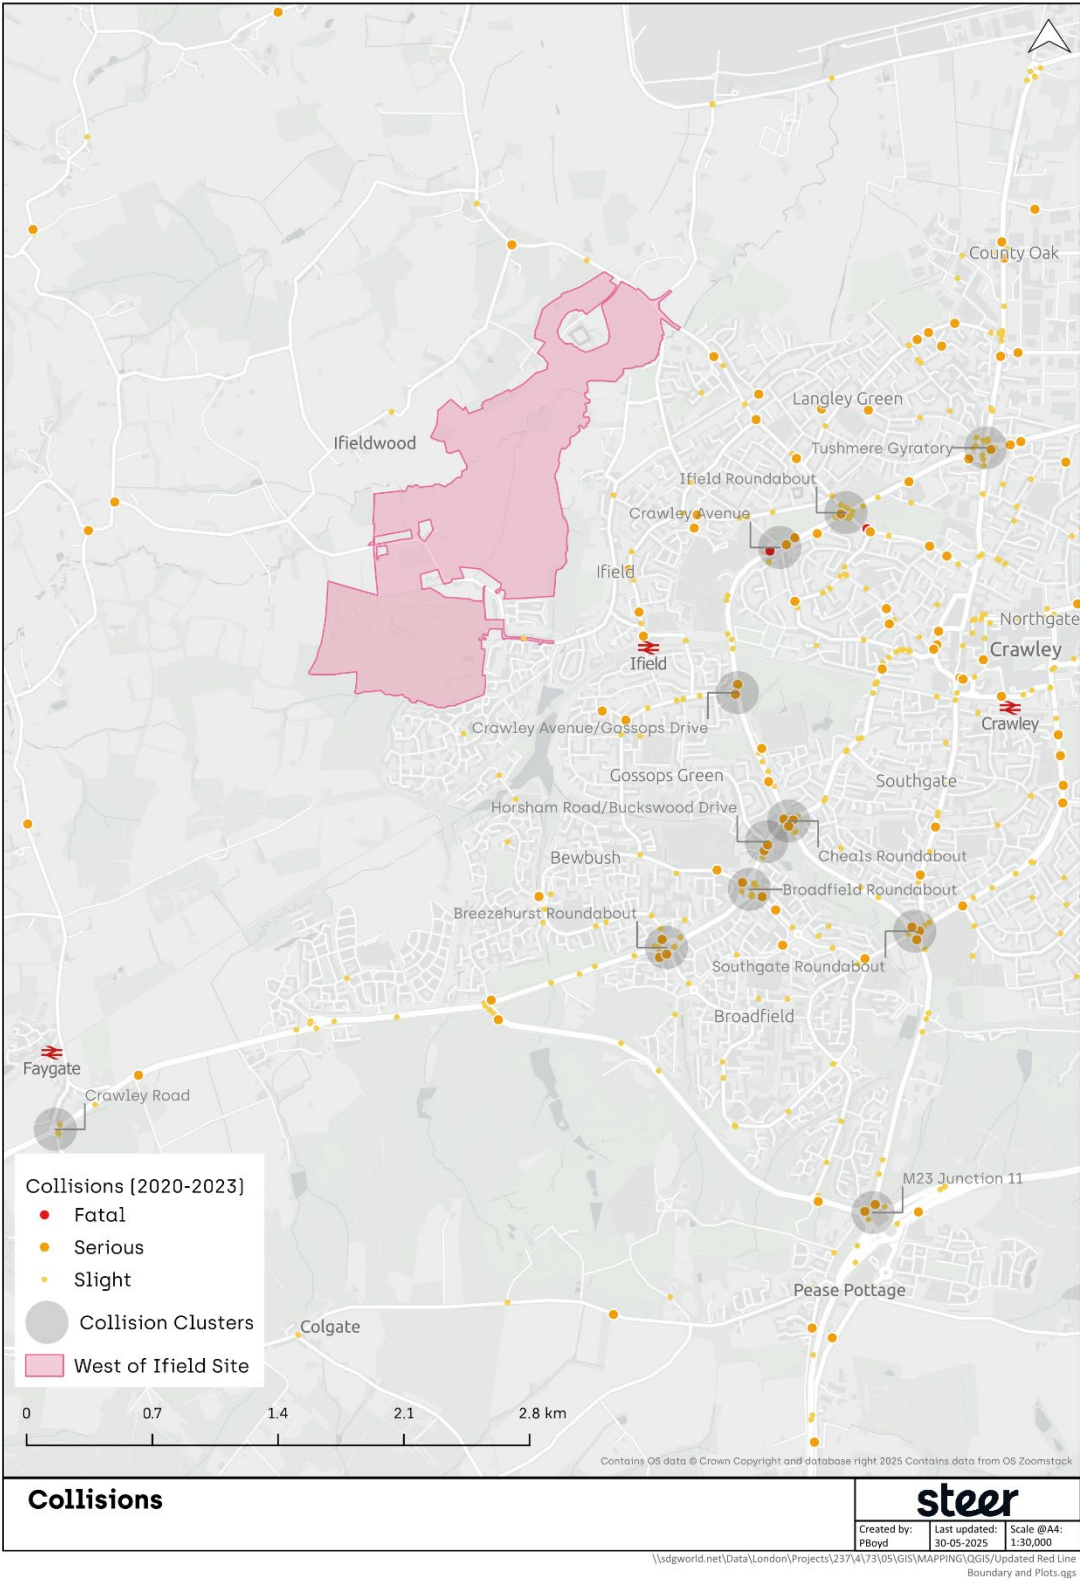 County Oak
Langley Green
Ifieldwood
Tushmere Gyratory
Ifield Roundabout
Crawley Avenue
Ifield
Northgate
Crawley
Ifield
Crawley
Crawley Avenue/Gossops Drive
Gossops Green
Southgate
Horsham Road/Buckswood Drive
Bewbush
Cheals Roundabout
Broadfield Roundabout
Breezehurst Roundabout
Southgate Roundabout
Broadfield
Faygate
Crawley Road
M23 Junction 11
Pease Pottage
Colgate
Collisions (2020-2023)
Fatal
Serious
Slight
Collision Clusters
West of Ifield Site
0 0.7 1.4 2.1 2.8 km
Contains OS data © Crown Copyright and database right 2025 Contains data from OS Zoomstack
Collisions
steer
Created by:
PBoyd
Last updated:
30-05-2025
Scale @A4:
1:30,000
\\sdgworld.net\Data\London\Projects\237\4\73\05\GIS\MAPPING\QGIS/Updated Red Line
Boundary and Plots.qgs